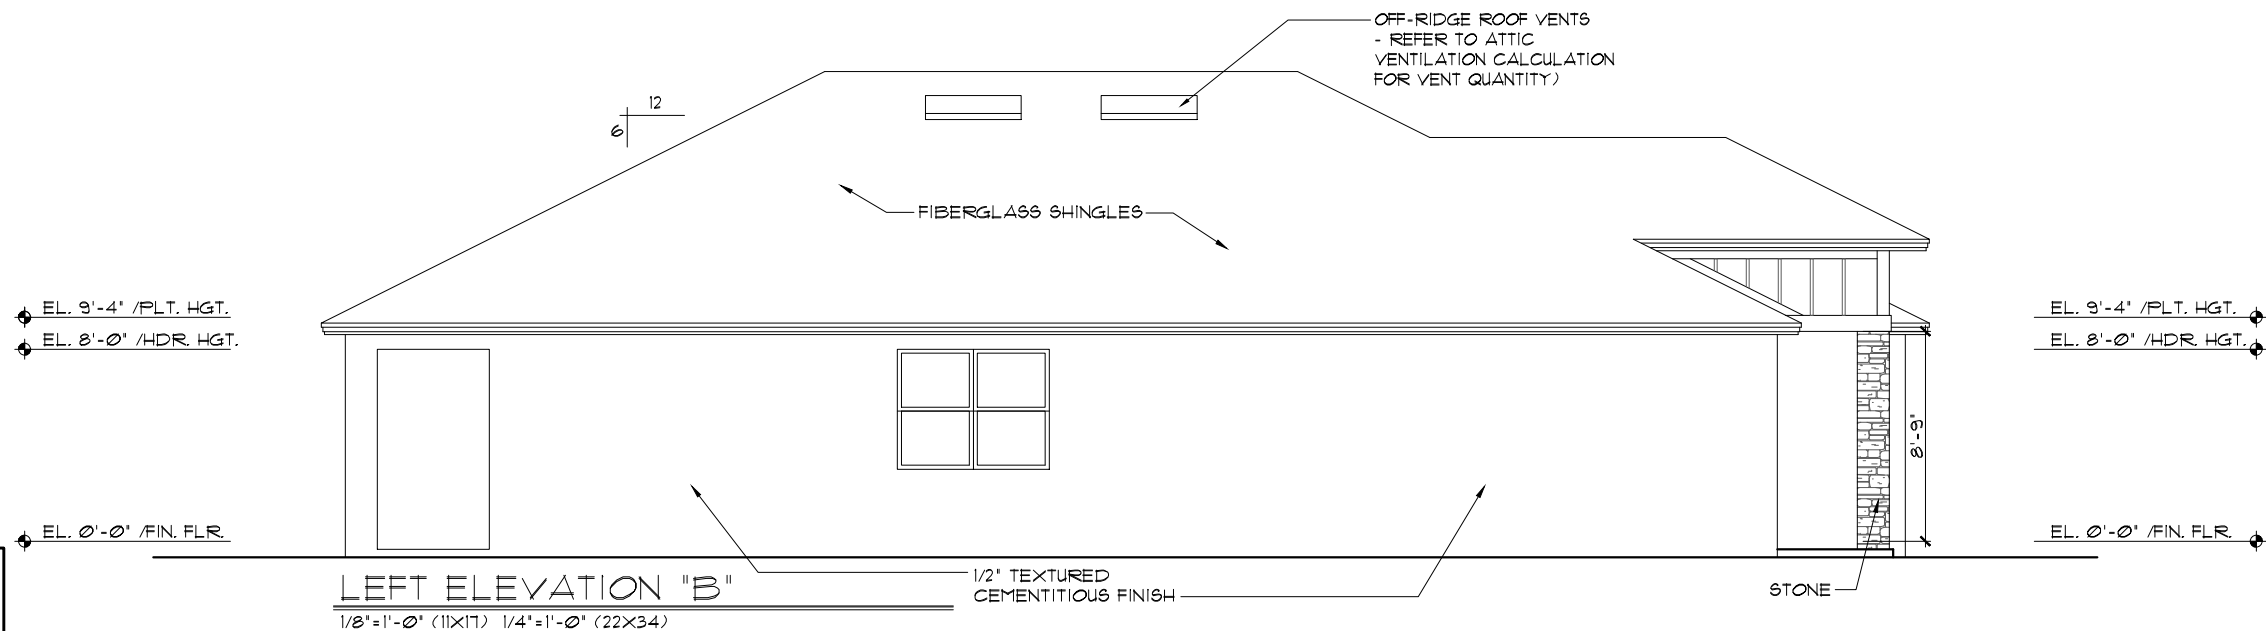 OFF-RIDGE ROOF VENTS
- REFER TO ATTIC
VENTILATION CALCULATION
FOR VENT QUANTITY)
12
6
FIBERGLASS SHINGLES
EL. 9'-4" /PLT. HGT.
EL. 8'-0" /HDR. HGT.
EL. 9'-4" /PLT. HGT.
EL. 8'-0" /HDR. HGT.
8'-9"
EL. 0'-0" /FIN. FLR.
EL. 0'-0" /FIN. FLR.
1/2" TEXTURED
CEMENTITIOUS FINISH
STONE
LEFT ELEVATION "B"
1/8"=1'-0" (11X17) 1/4"=1'-0" (22X34)